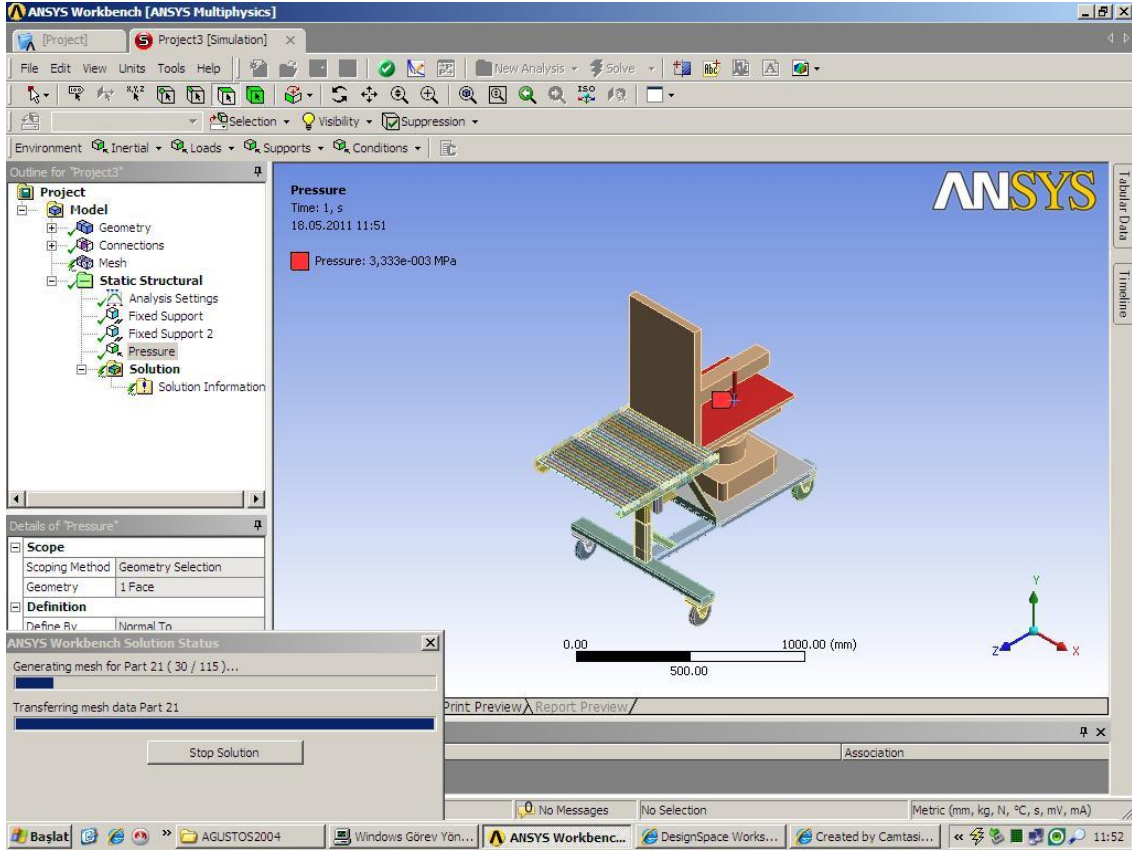 ANSYS Workbench [ANSYS Multiphysics]
[Project]
Project3 [Simulation]
File Edit View Units Tools Help
New Analysis
Solve
Selection
Visibility
Suppression
Environment Inertial Loads Supports Conditions
Outline for "Project3"
Project
Model
Geometry
Connections
Mesh
Static Structural
Analysis Settings
Fixed Support
Fixed Support 2
Pressure
Solution
Solution Information
Details of "Pressure"
Scope
Scoping Method Geometry Selection
Geometry 1 Face
Definition
Define By Normal To
ANSYS Workbench Solution Status
Generating mesh for Part 21 ( 30 / 115 )...
Transferring mesh data Part 21
Stop Solution
Pressure
Time: 1, s
18.05.2011 11:51
Pressure: 3,333e-003 MPa
ANSYS
Tabular Data
Timeline
Y
Z
X
0.00
1000.00 (mm)
500.00
Print Preview
Report Preview
Association
0 No Messages
No Selection
Metric (mm, kg, N, °C, s, mV, mA)
Başlat
AGUSTOS2004
Windows Görev Yön...
ANSYS Workbenc...
DesignSpace Works...
Created by Camtasi...
11:52